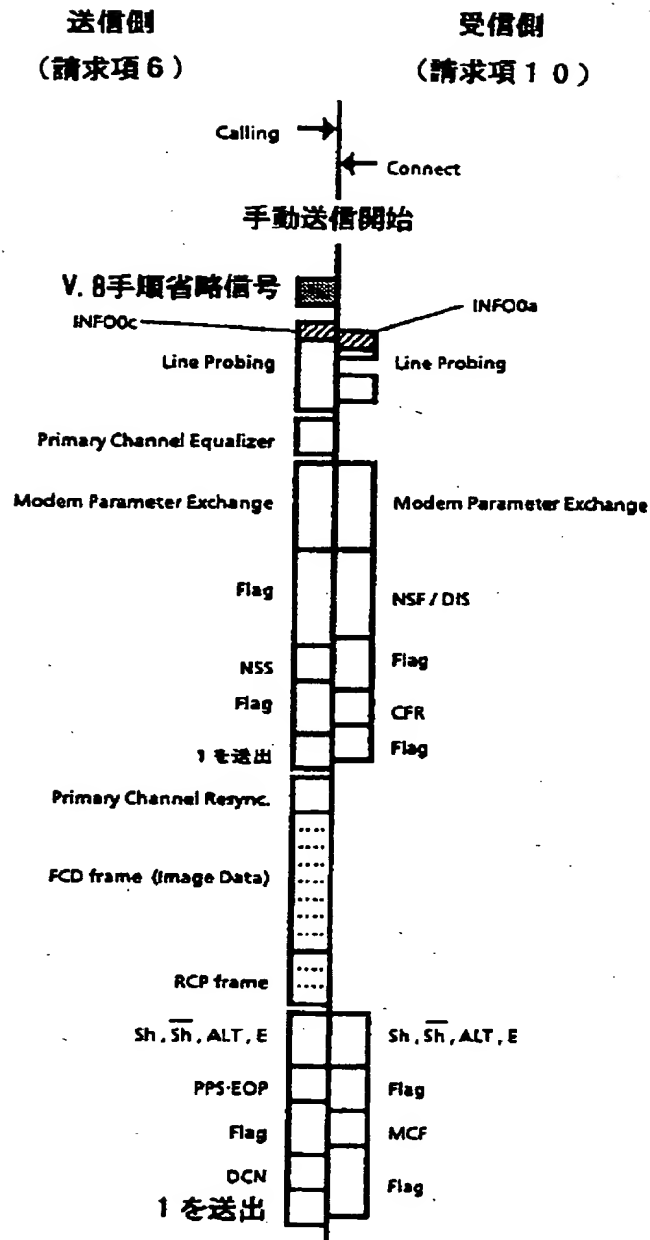 送信側
受信側
(請求項6)
(請求項10)
Calling
Connect
手動送信開始
V.8手順省略信号
INFO0c
INFO0a
Line Probing
Line Probing
Primary Channel Equalizer
Modem Parameter Exchange
Modem Parameter Exchange
Flag
NSF / DIS
NSS
Flag
Flag
CFR
1を送出
Flag
Primary Channel Resync.
FCD frame (Image Data)
RCP frame
Sh, S̅h̅, ALT, E
Sh, S̅h̅, ALT, E
PPS·EOP
Flag
Flag
MCF
DCN
Flag
1を送出